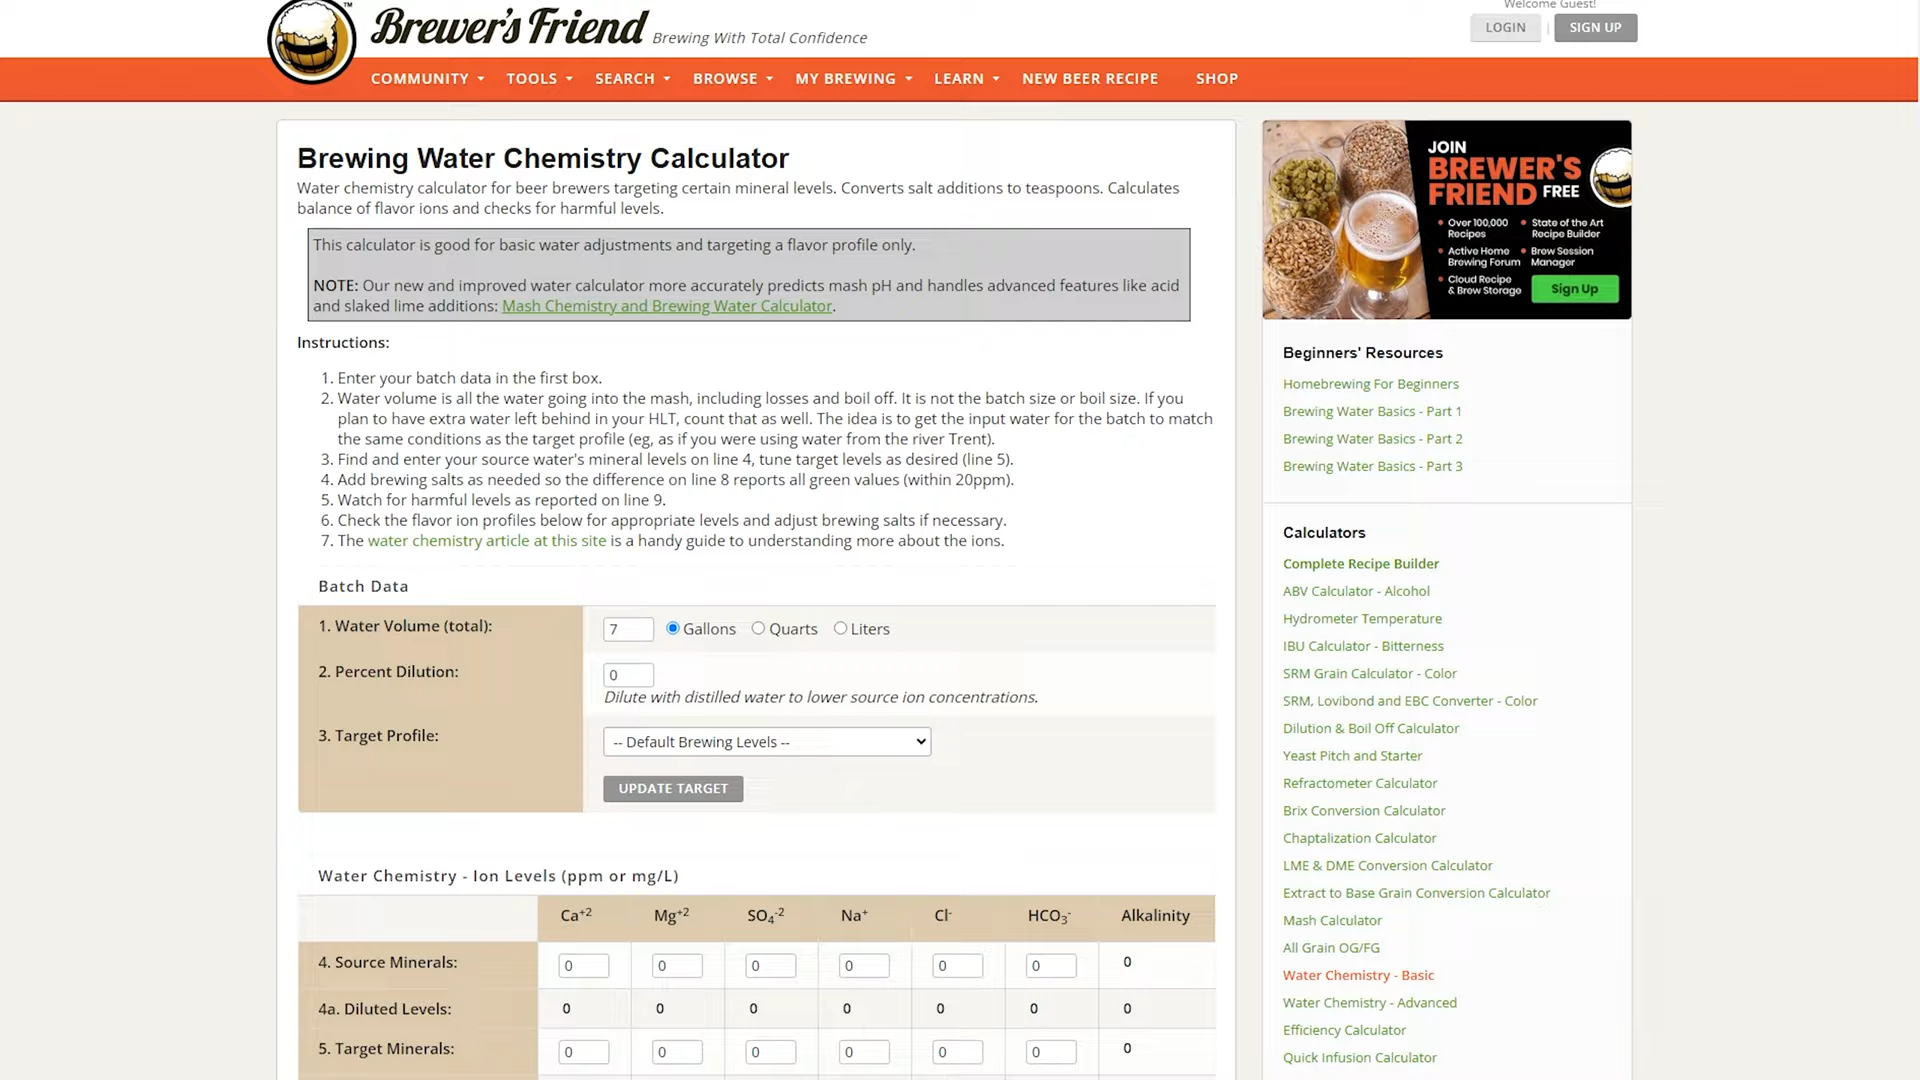 Welcome Guest!
LOGIN | SIGN UP
Brewer's Friend Brewing With Total Confidence
TM
COMMUNITY TOOLS SEARCH BROWSE MY BREWING LEARN NEW BEER RECIPE SHOP
Brewing Water Chemistry Calculator
Water chemistry calculator for beer brewers targeting certain mineral levels. Converts salt additions to teaspoons. Calculates
balance of flavor ions and checks for harmful levels.
This calculator is good for basic water adjustments and targeting a flavor profile only.
NOTE: Our new and improved water calculator more accurately predicts mash pH and handles advanced features like acid
and slaked lime additions: Mash Chemistry and Brewing Water Calculator.
Instructions:
1. Enter your batch data in the first box.
2. Water volume is all the water going into the mash, including losses and boil off. It is not the batch size or boil size. If you
plan to have extra water left behind in your HLT, count that as well. The idea is to get the input water for the batch to match
the same conditions as the target profile (eg, as if you were using water from the river Trent).
3. Find and enter your source water's mineral levels on line 4, tune target levels as desired (line 5).
4. Add brewing salts as needed so the difference on line 8 reports all green values (within 20ppm).
5. Watch for harmful levels as reported on line 9.
6. Check the flavor ion profiles below for appropriate levels and adjust brewing salts if necessary.
7. The water chemistry article at this site is a handy guide to understanding more about the ions.
Batch Data
1. Water Volume (total): 7 Gallons Quarts Liters
2. Percent Dilution: 0
Dilute with distilled water to lower source ion concentrations.
3. Target Profile: -- Default Brewing Levels --
UPDATE TARGET
Water Chemistry - Ion Levels (ppm or mg/L)
Ca+2 Mg+2 SO4-2 Na+ Cl- HCO3- Alkalinity
4. Source Minerals: 0 0 0 0 0 0 0
4a. Diluted Levels: 0 0 0 0 0 0 0
5. Target Minerals: 0 0 0 0 0 0 0
JOIN
BREWER'S
FRIEND FREE
• Over 100,000 Recipes
• State of the Art Recipe Builder
• Active Home Brewing Forum
• Brew Session Manager
• Cloud Recipe & Brew Storage
Sign Up
Beginners' Resources
Homebrewing For Beginners
Brewing Water Basics - Part 1
Brewing Water Basics - Part 2
Brewing Water Basics - Part 3
Calculators
Complete Recipe Builder
ABV Calculator - Alcohol
Hydrometer Temperature
IBU Calculator - Bitterness
SRM Grain Calculator - Color
SRM, Lovibond and EBC Converter - Color
Dilution & Boil Off Calculator
Yeast Pitch and Starter
Refractometer Calculator
Brix Conversion Calculator
Chaptalization Calculator
LME & DME Conversion Calculator
Extract to Base Grain Conversion Calculator
Mash Calculator
All Grain OG/FG
Water Chemistry - Basic
Water Chemistry - Advanced
Efficiency Calculator
Quick Infusion Calculator